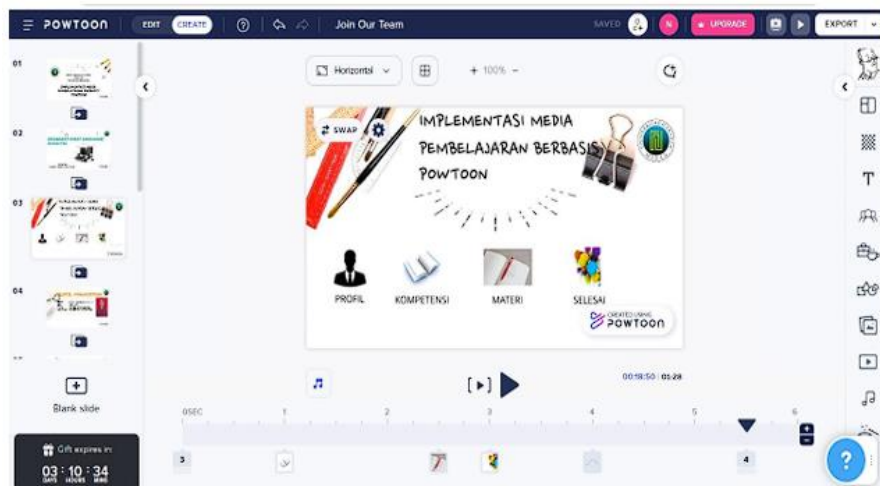 POWTOON EDIT CREATE Join Our Team SAVED N UPGRADE EXPORT
01
02
03
04
Horizontal + 100% −
SWAP
IMPLEMENTASI MEDIA
PEMBELAJARAN BERBASIS
POWTOON
PROFIL KOMPETENSI MATERI SELESAI
CREATED USING
POWTOON
Blank slide
00:18:50 01:28
0SEC 1 2 3 4 5 6
3 4
Gift expires in:
03 : 10 : 34
DAYS HOURS MINS
T
?